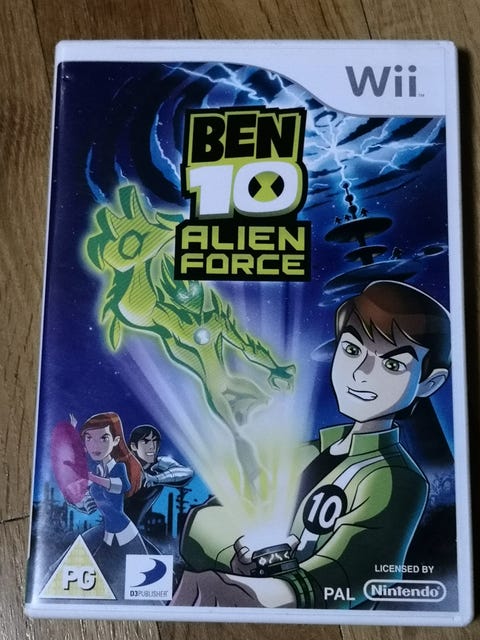 Wii
BEN
10
ALIEN
FORCE
10
PG
D3PUBLISHER
LICENSED BY
PAL
Nintendo